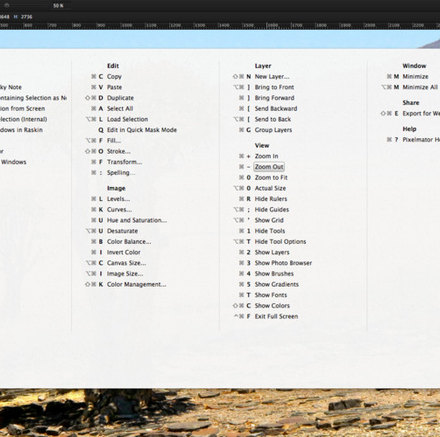 50%
H 2736
Edit
⌘ C Copy
⌘ V Paste
⇧⌘ D Duplicate
⌘ A Select All
⌥⌘ L Load Selection
Q Edit in Quick Mask Mode
⌥⌘ F Fill...
⇧⌘ O Stroke...
⌘ F Transform...
⌘ : Spelling...
Image
⌘ L Levels...
⌘ K Curves...
⌘ U Hue and Saturation...
⌥⌘ U Desaturate
⌘ B Color Balance...
⌘ I Invert Color
⌥⌘ C Canvas Size...
⌥⌘ I Image Size...
⇧⌘ K Color Management...
Layer
⇧⌘ N New Layer...
⌥⌘ ] Bring to Front
⌘ ] Bring Forward
⌘ [ Send Backward
⌥⌘ [ Send to Back
⌘ G Group Layers
View
⌘ + Zoom In
⌘ − Zoom Out
⌘ 0 Zoom to Fit
⌥⌘ 0 Actual Size
⌘ R Hide Rulers
⌘ ; Hide Guides
⌥⌘ ' Show Grid
⌘ 1 Hide Tools
⌥⌘ T Hide Tool Options
⌘ 2 Show Layers
⌘ 3 Show Photo Browser
⌘ 4 Show Brushes
⌘ 5 Show Gradients
⌘ T Show Fonts
⇧⌘ C Show Colors
^⌘ F Exit Full Screen
Window
⌘ M Minimize
⌥⌘ M Minimize All
Share
⇧⌘ E Export for We
Help
⌘ ? Pixelmator H
ky Note
ontaining Selection as N
ion from Screen
lection (Internal)
dows in Raskin
Windows